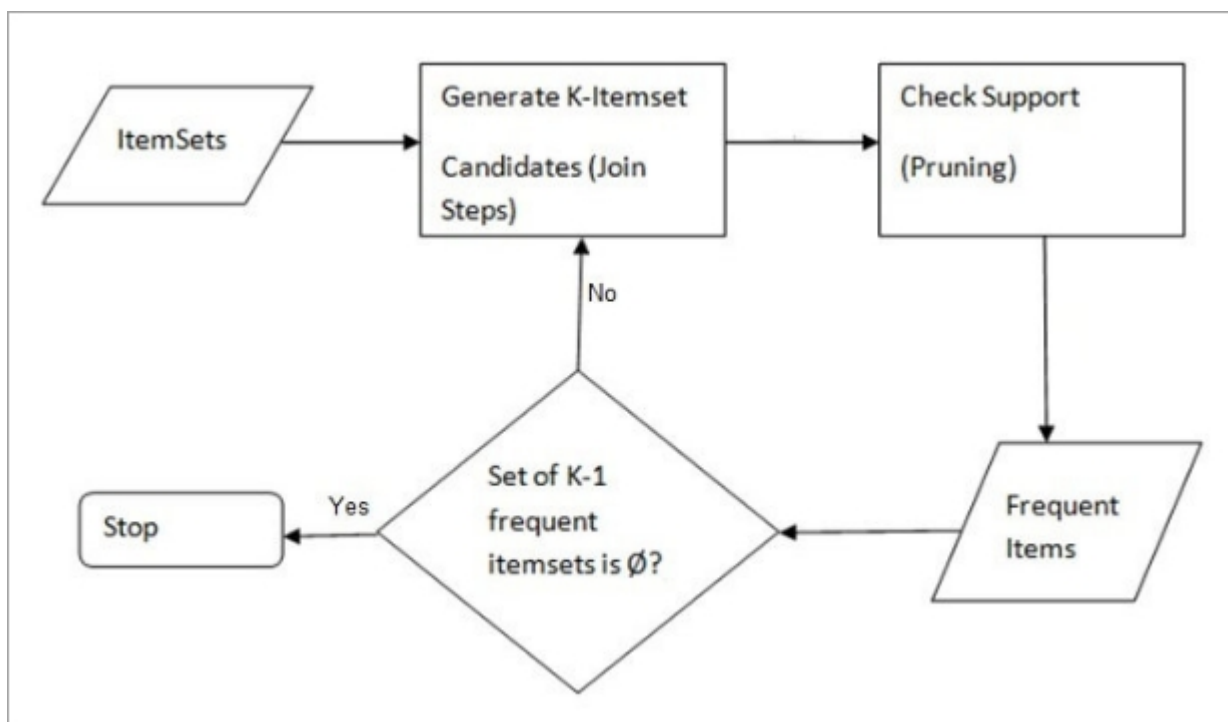 ItemSets
Generate K-Itemset
Candidates (Join
Steps)
Check Support
(Pruning)
No
Set of K-1
frequent
itemsets is Ø?
Yes
Stop
Frequent
Items